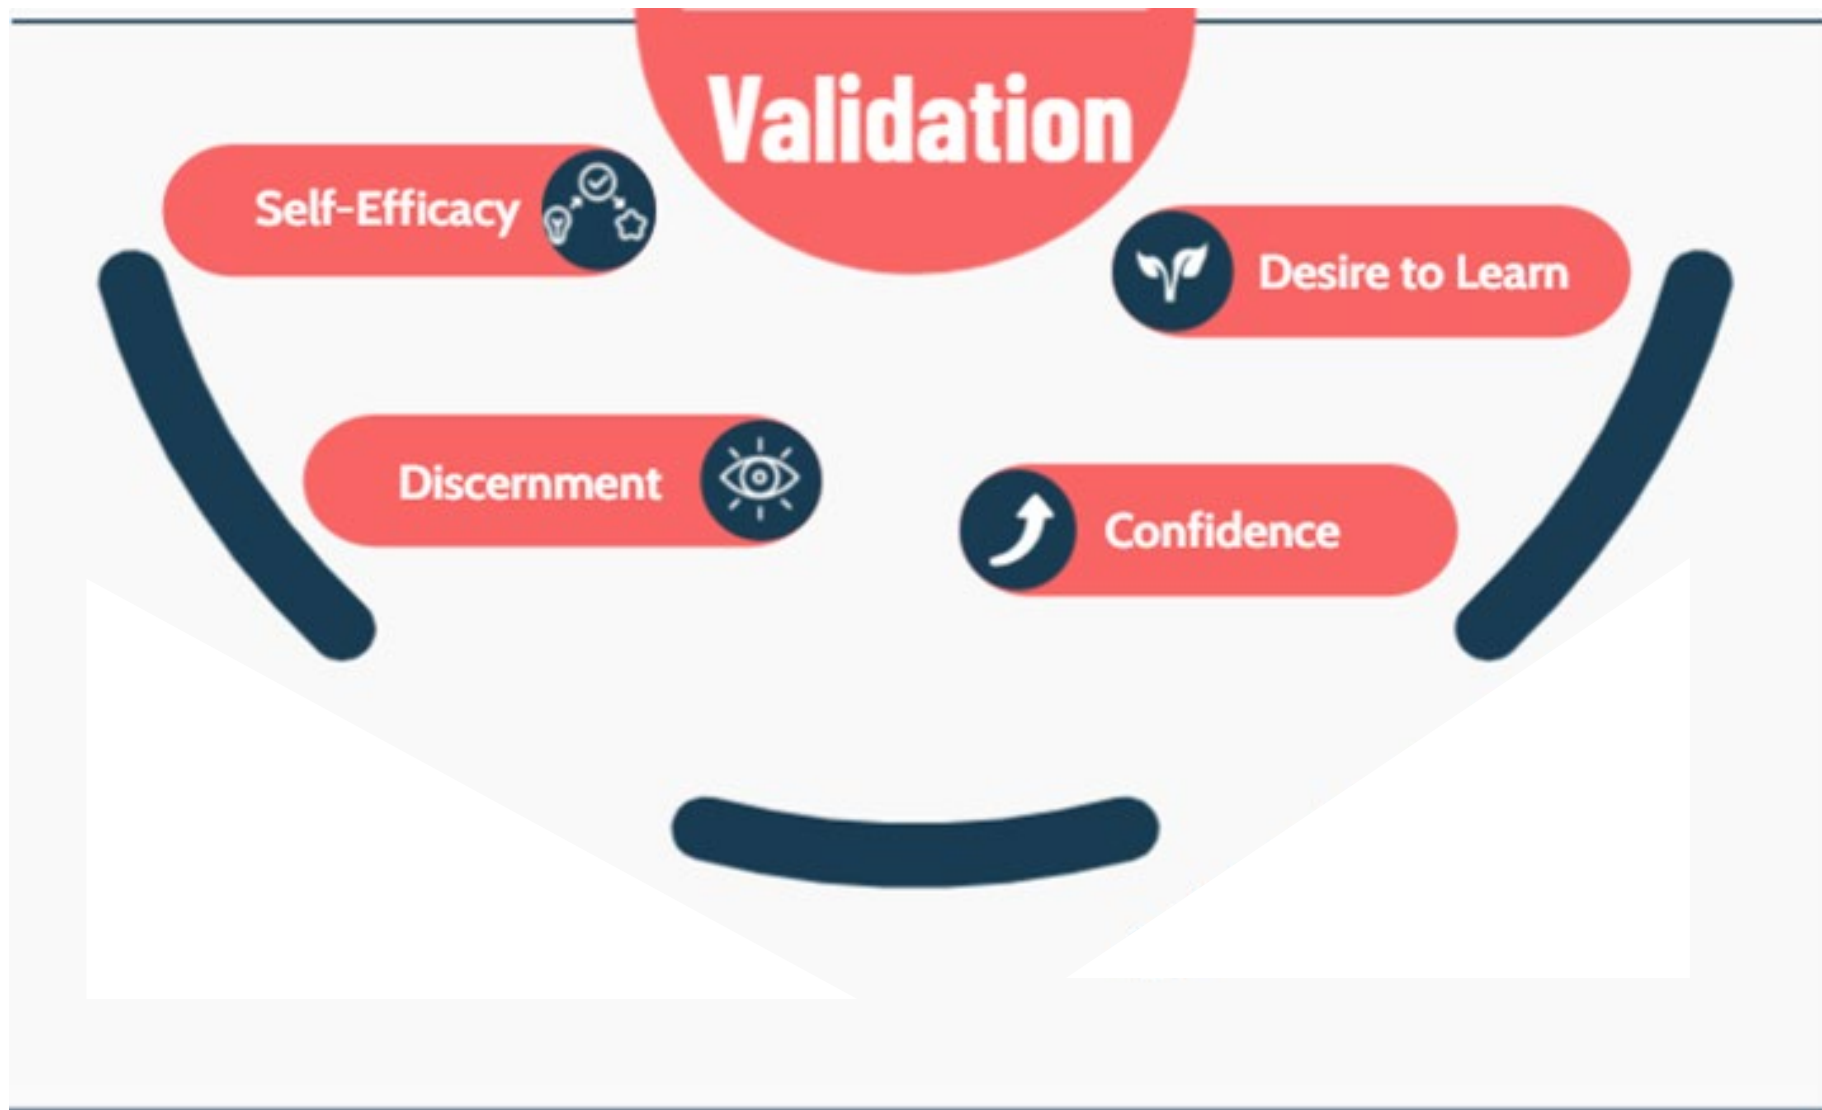 Validation
Self-Efficacy
Desire to Learn
Discernment
Confidence